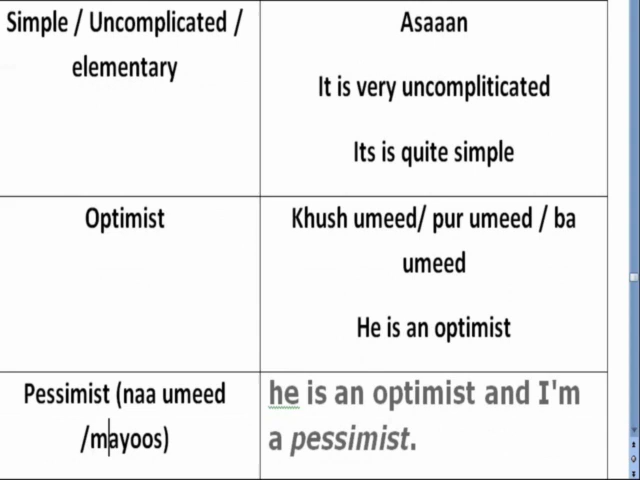 Simple / Uncomplicated /
elementary
Asaaan
It is very uncompliticated
Its is quite simple
Optimist
Khush umeed/ pur umeed / ba
umeed
He is an optimist
Pessimist (naa umeed
/mayoos)
he is an optimist and I'm
a pessimist.